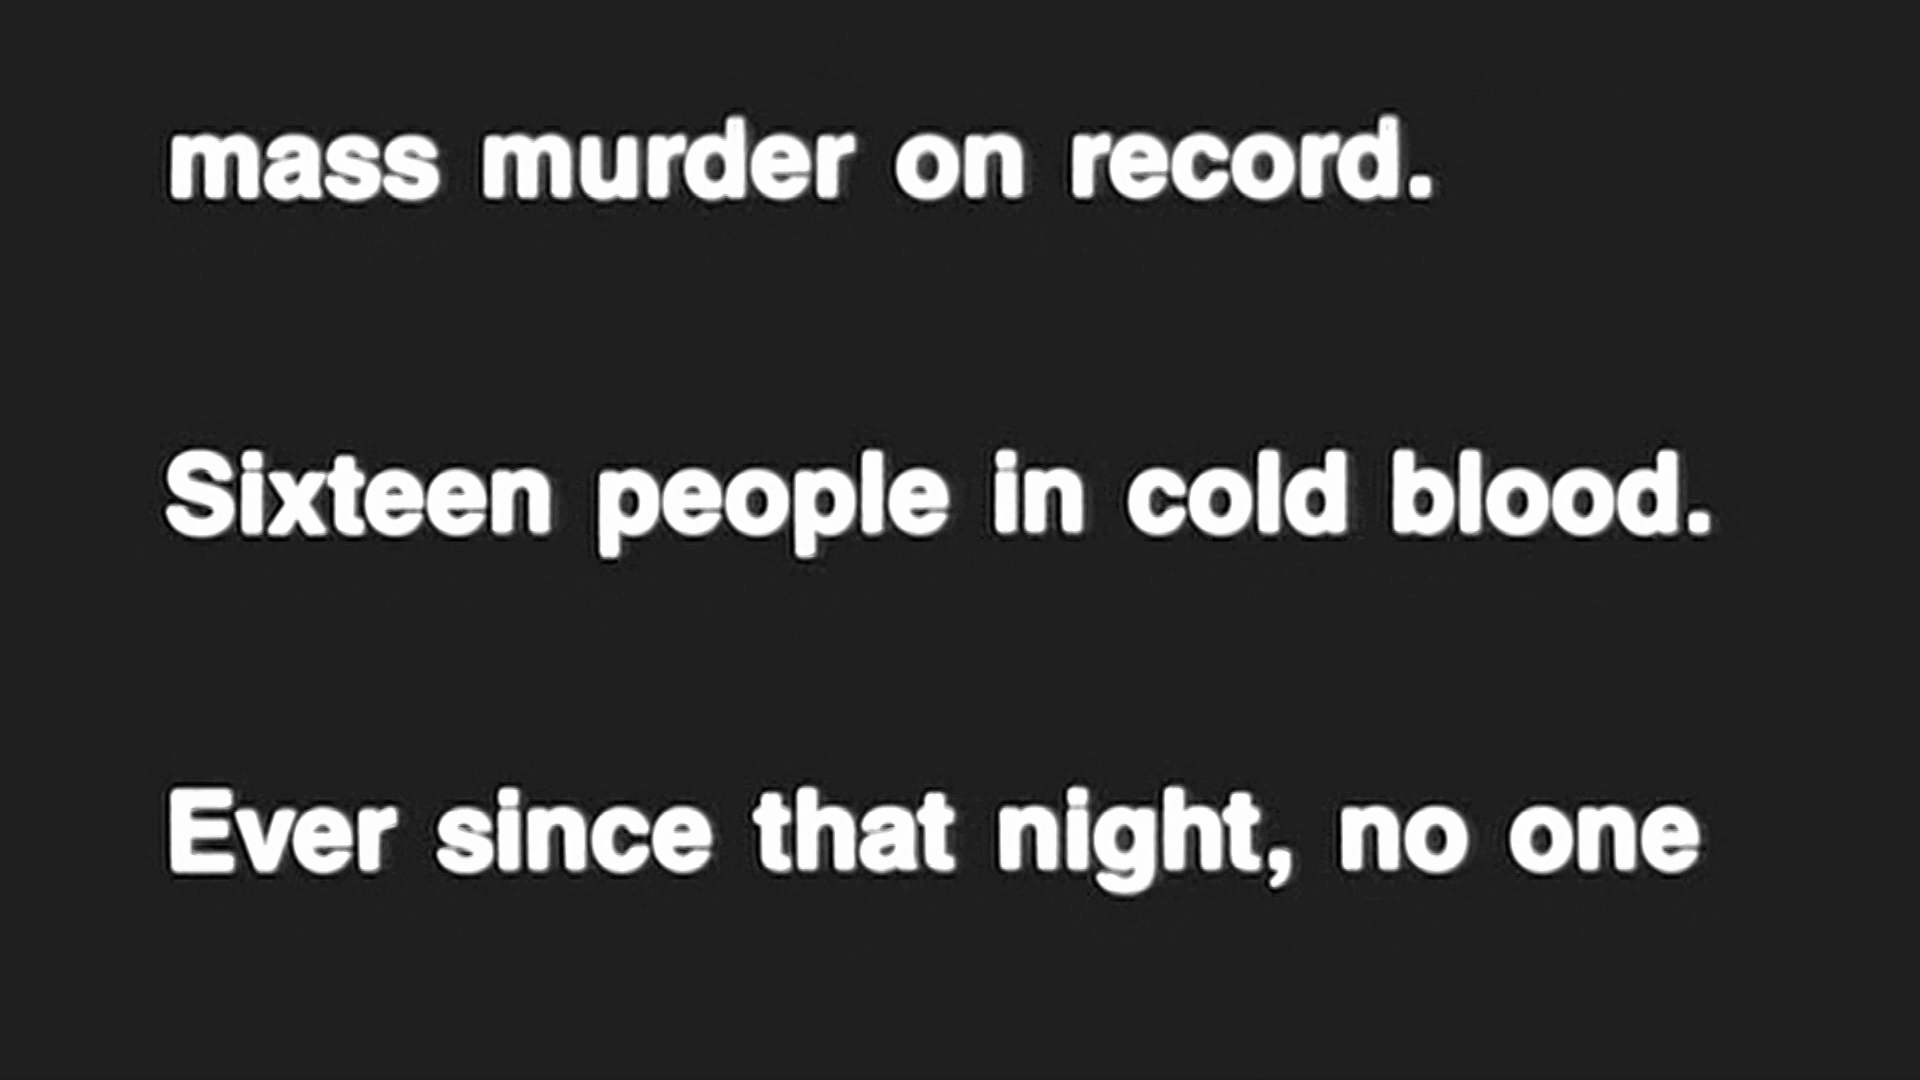 mass murder on record.
Sixteen people in cold blood.
Ever since that night, no one